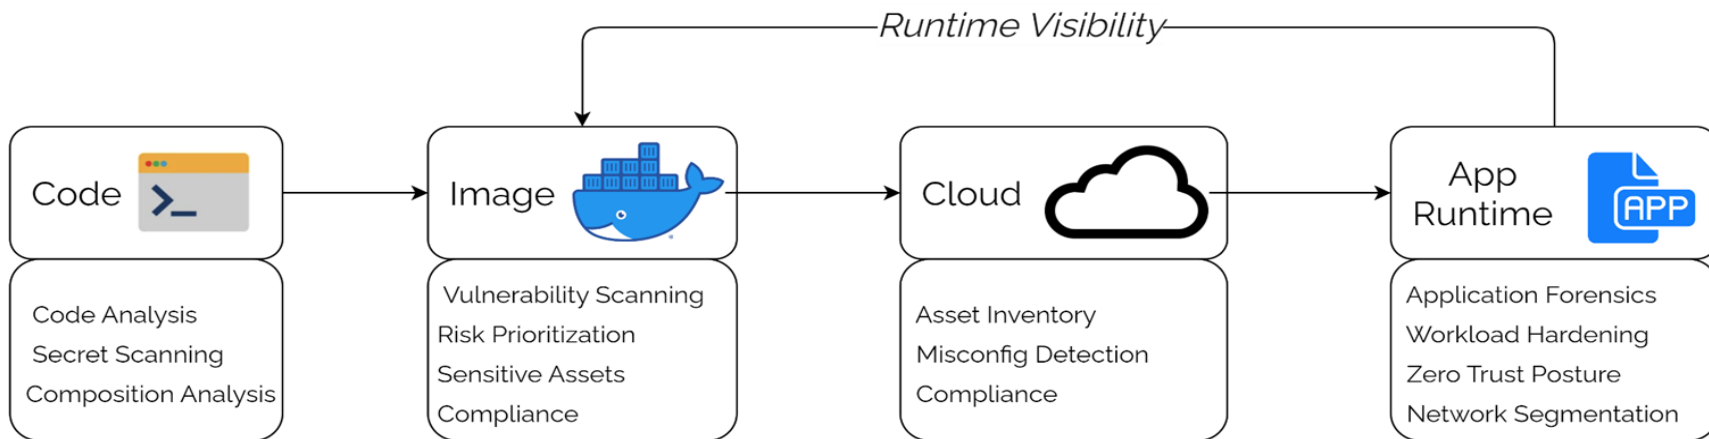 Runtime Visibility
Code
Code Analysis
Secret Scanning
Composition Analysis
Image
Vulnerability Scanning
Risk Prioritization
Sensitive Assets
Compliance
Cloud
Asset Inventory
Misconfig Detection
Compliance
App
Runtime
APP
Application Forensics
Workload Hardening
Zero Trust Posture
Network Segmentation